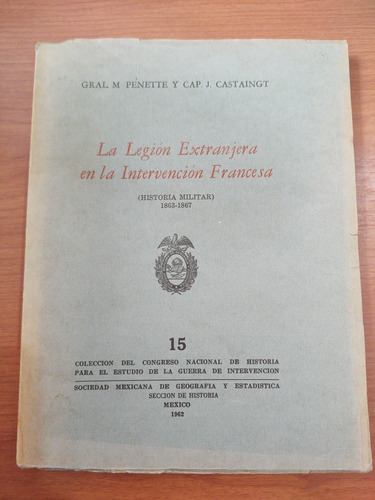 GRAL. M PÉNETTE Y CAP J. CASTAINGT
La Legión Extranjera
en la Intervención Francesa
(HISTORIA MILITAR)
1863-1867
15
COLECCION DEL CONGRESO NACIONAL DE HISTORIA
PARA EL ESTUDIO DE LA GUERRA DE INTERVENCION
SOCIEDAD MEXICANA DE GEOGRAFIA Y ESTADISTICA
SECCION DE HISTORIA
MEXICO
1962